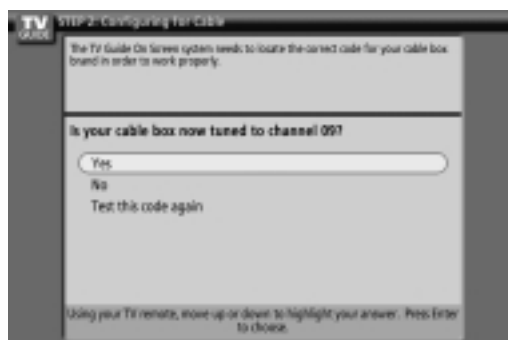 TV
GUIDE
STEP 2: Configuring for Cable
The TV Guide On Screen system needs to locate the correct code for your cable box
brand in order to work properly.
Is your cable box now tuned to channel 09?
Yes
No
Test this code again
Using your TV remote, move up or down to highlight your answer. Press Enter
to choose.